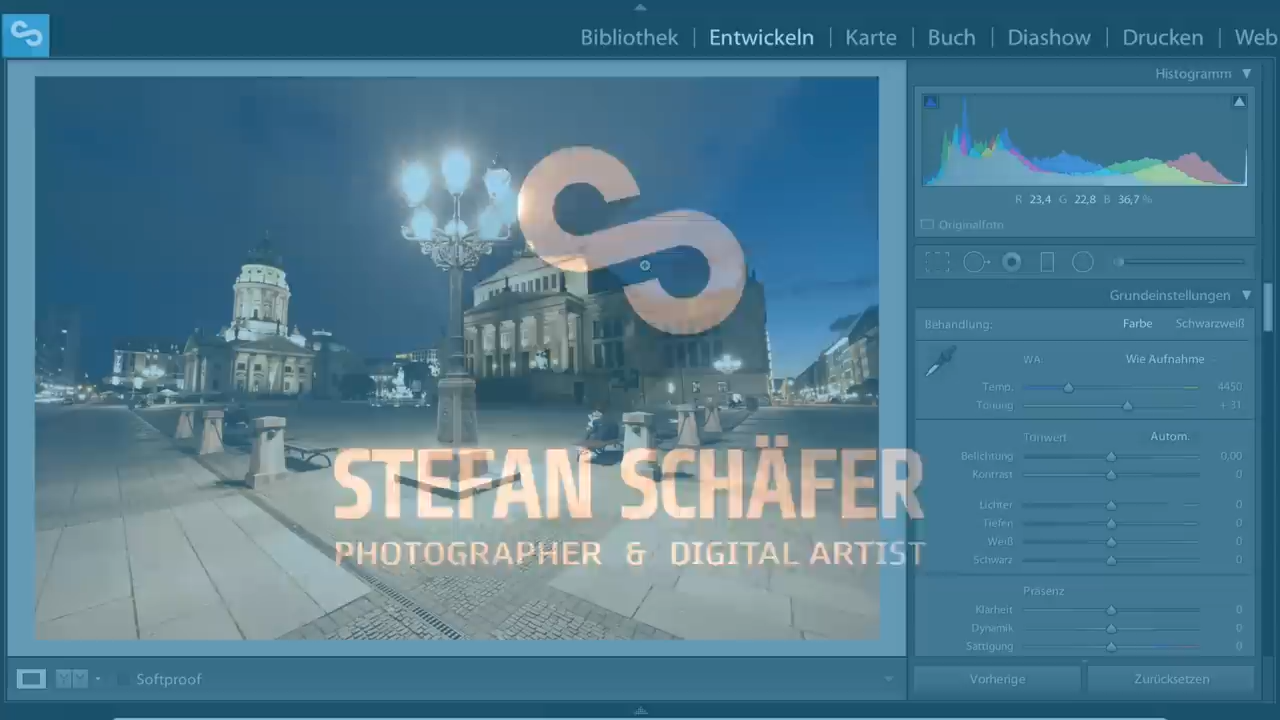 Bibliothek | Entwickeln | Karte | Buch | Diashow | Drucken | Web
Histogramm
R 23,4 G 22,8 B 36,7 %
Originalfoto
Grundeinstellungen
Behandlung: Farbe Schwarzweiß
WA: Wie Aufnahme
Temp. 4450
Tönung + 31
Tonwert Autom.
Belichtung 0,00
Kontrast 0
Lichter 0
Tiefen 0
Weiß 0
Schwarz 0
Präsenz
Klarheit 0
Dynamik 0
Sättigung 0
STEFAN SCHÄFER
PHOTOGRAPHER & DIGITAL ARTIST
YY Softproof
Vorherige Zurücksetzen